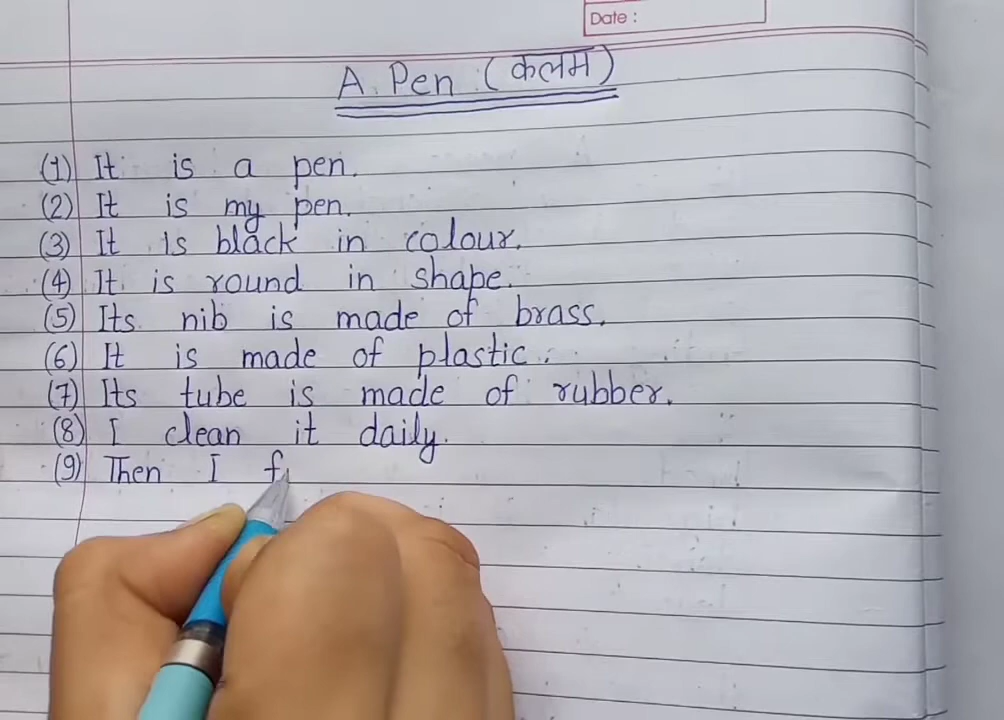 Date :
A Pen (कलम)
(1) It is a pen.
(2) It is my pen.
(3) It is black in colour.
(4) It is round in shape.
(5) Its nib is made of brass.
(6) It is made of plastic.
(7) Its tube is made of rubber.
(8) I clean it daily.
(9) Then I f